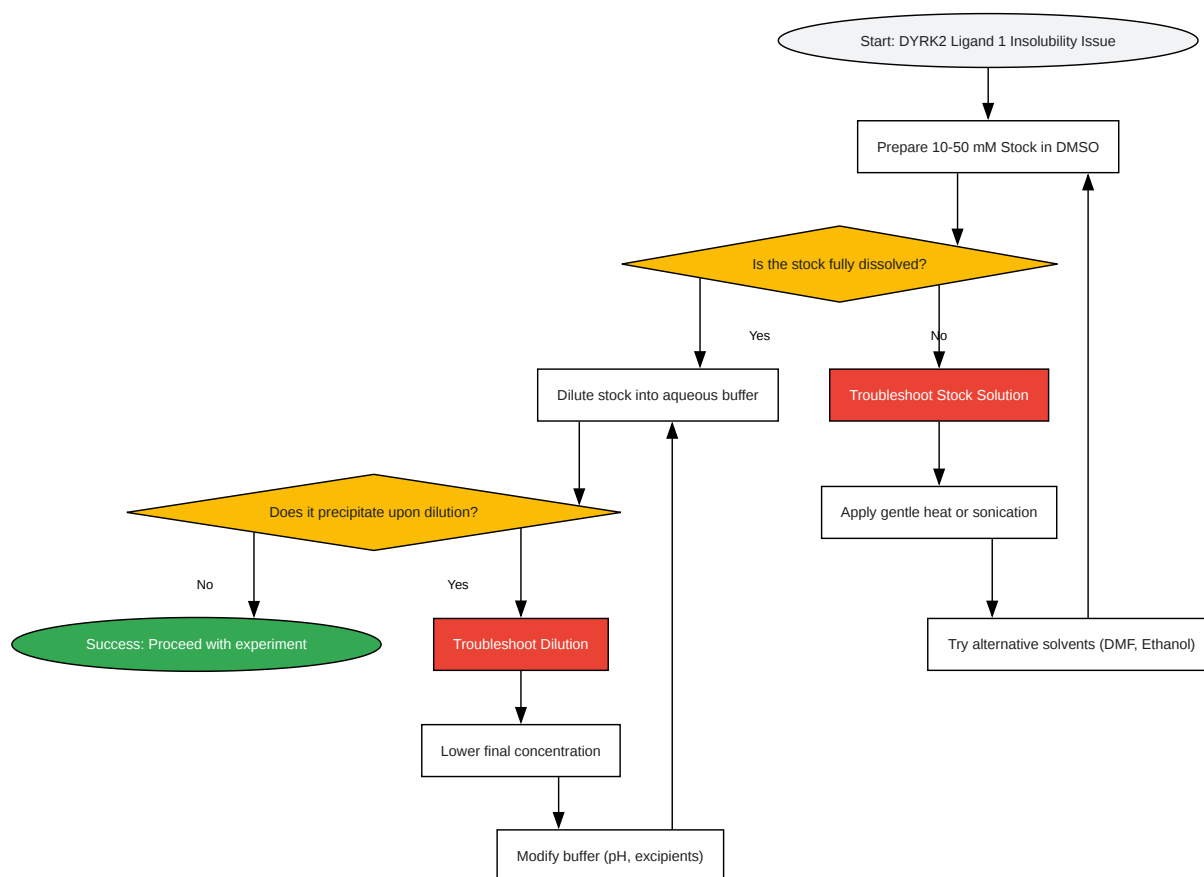 Start: DYRK2 Ligand 1 Insolubility Issue
Prepare 10-50 mM Stock in DMSO
Is the stock fully dissolved?
Yes
No
Dilute stock into aqueous buffer
Troubleshoot Stock Solution
Does it precipitate upon dilution?
Apply gentle heat or sonication
No
Yes
Success: Proceed with experiment
Troubleshoot Dilution
Try alternative solvents (DMF, Ethanol)
Lower final concentration
Modify buffer (pH, excipients)